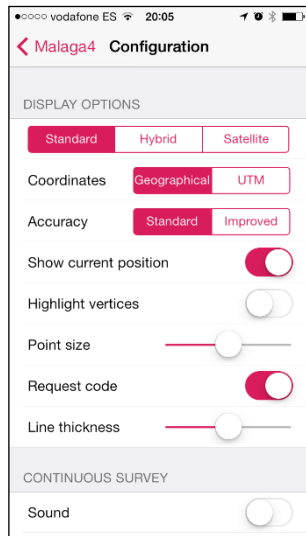 vodafone ES 20:05
Malaga4 Configuration
DISPLAY OPTIONS
Standard Hybrid Satellite
Coordinates Geographical UTM
Accuracy Standard Improved
Show current position
Highlight vertices
Point size
Request code
Line thickness
CONTINUOUS SURVEY
Sound